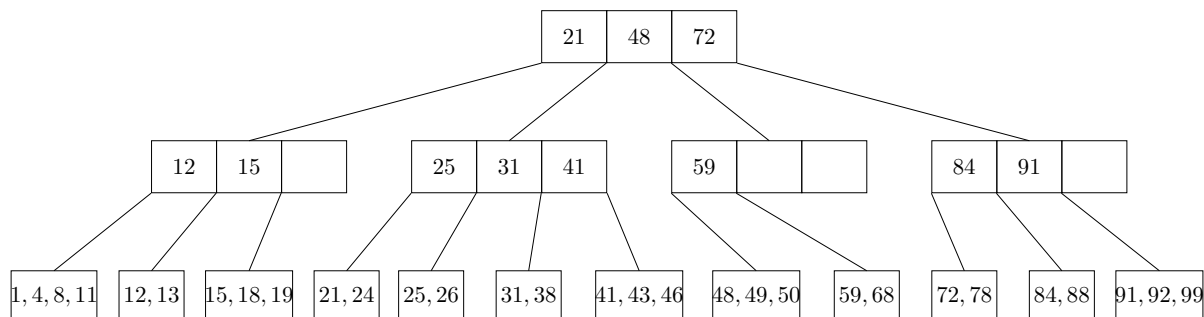 21 48 72
12 15 25 31 41 59 84 91
1, 4, 8, 11 12, 13 15, 18, 19 21, 24 25, 26 31, 38 41, 43, 46 48, 49, 50 59, 68 72, 78 84, 88 91, 92, 99